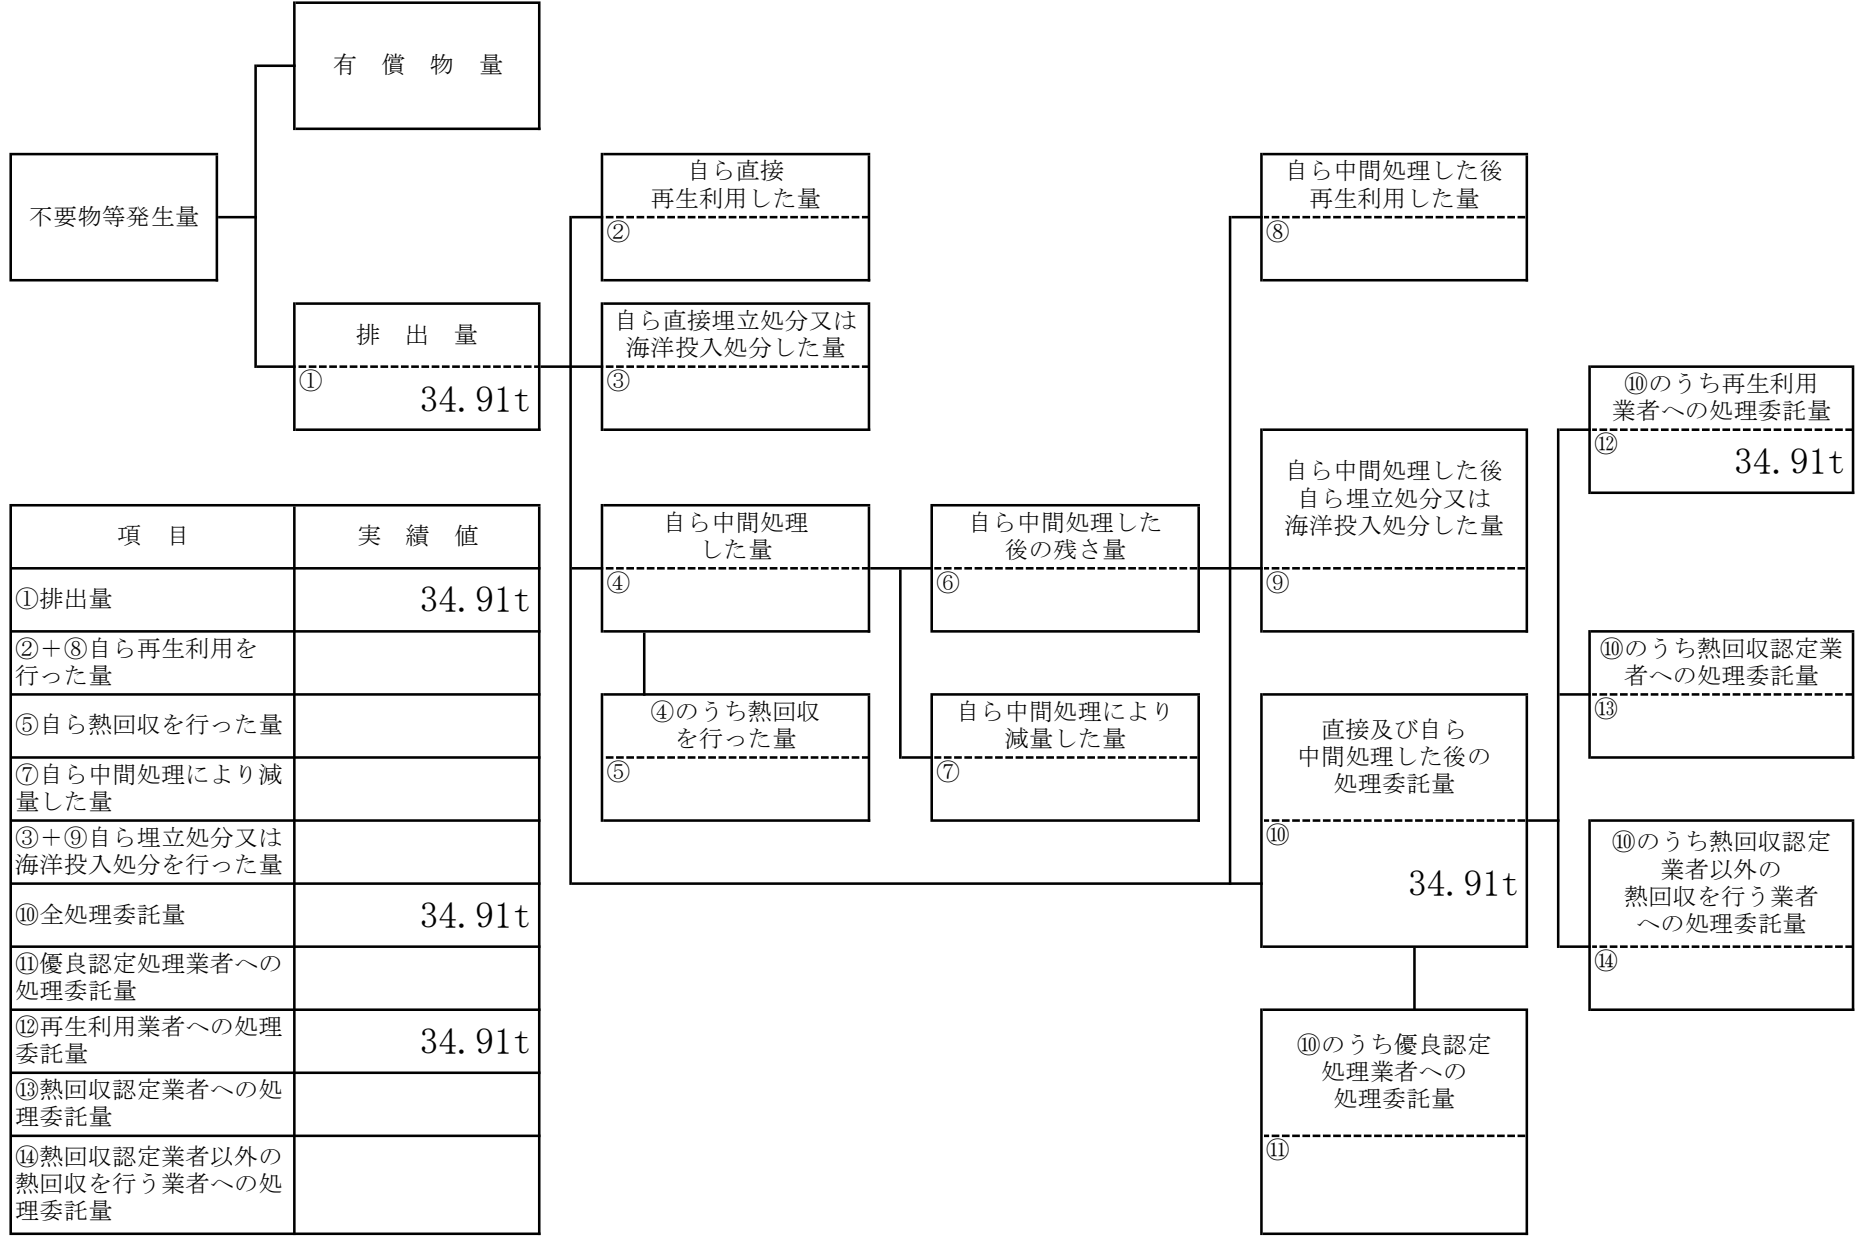 有　償　物　量
不要物等発生量
排　出　量
①
34.91t
自ら直接
再生利用した量
②
自ら直接埋立処分又は
海洋投入処分した量
③
自ら中間処理
した量
④
④のうち熱回収
を行った量
⑤
自ら中間処理した
後の残さ量
⑥
自ら中間処理により
減量した量
⑦
自ら中間処理した後
再生利用した量
⑧
自ら中間処理した後
自ら埋立処分又は
海洋投入処分した量
⑨
直接及び自ら
中間処理した後の
処理委託量
⑩
34.91t
⑩のうち優良認定
処理業者への
処理委託量
⑪
⑩のうち再生利用
業者への処理委託量
⑫
34.91t
⑩のうち熱回収認定業
者への処理委託量
⑬
⑩のうち熱回収認定
業者以外の
熱回収を行う業者
への処理委託量
⑭
項　目　実　績　値
①排出量　34.91t
②＋⑧自ら再生利用を
行った量
⑤自ら熱回収を行った量
⑦自ら中間処理により減
量した量
③＋⑨自ら埋立処分又は
海洋投入処分を行った量
⑩全処理委託量　34.91t
⑪優良認定処理業者への
処理委託量
⑫再生利用業者への処理
委託量　34.91t
⑬熱回収認定業者への処
理委託量
⑭熱回収認定業者以外の
熱回収を行う業者への処
理委託量